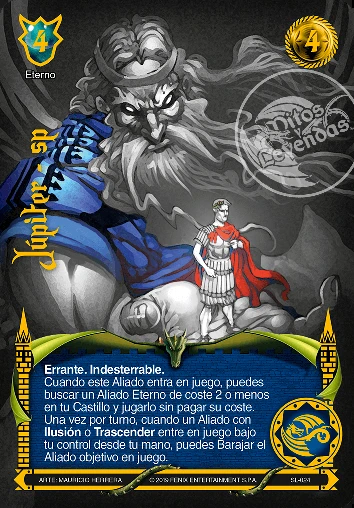 4
4
Eterno
Mitos y
Leyendas
Júpiter - sp
Errante. Indesterrable.
Cuando este Aliado entra en juego, puedes
buscar un Aliado Eterno de coste 2 o menos
en tu Castillo y jugarlo sin pagar su coste.
Una vez por turno, cuando un Aliado con
Ilusión o Trascender entre en juego bajo
tu control desde tu mano, puedes Barajar el
Aliado objetivo en juego.
ARTE: MAURICIO HERRERA
© 2019 FENIX ENTERTAINMENT S.P.A.
SL-024